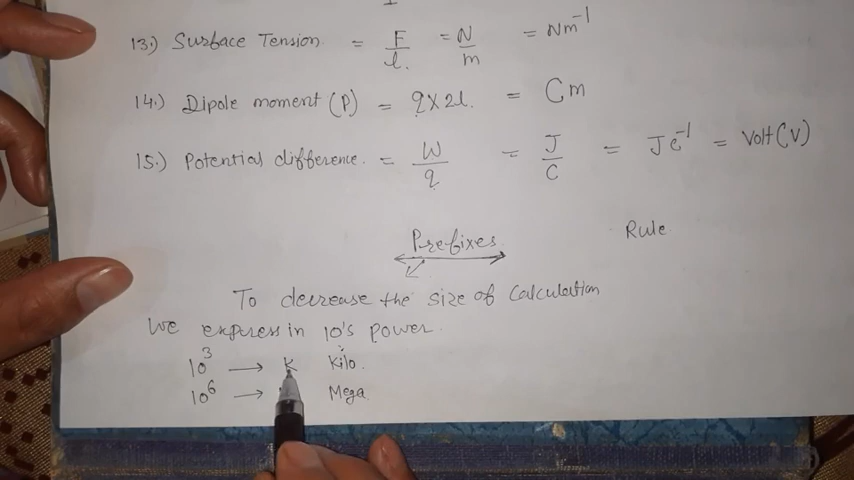 13.) Surface Tension = F/l. = N/m = Nm⁻¹
14.) Dipole moment (P) = q×2l. = Cm
15.) Potential difference. = W/q = J/C = JC⁻¹ = Volt(V)
Prefixes Rule
To decrease the size of Calculation
We express in 10's power.
10³ → K Kilo.
10⁶ → Mega.